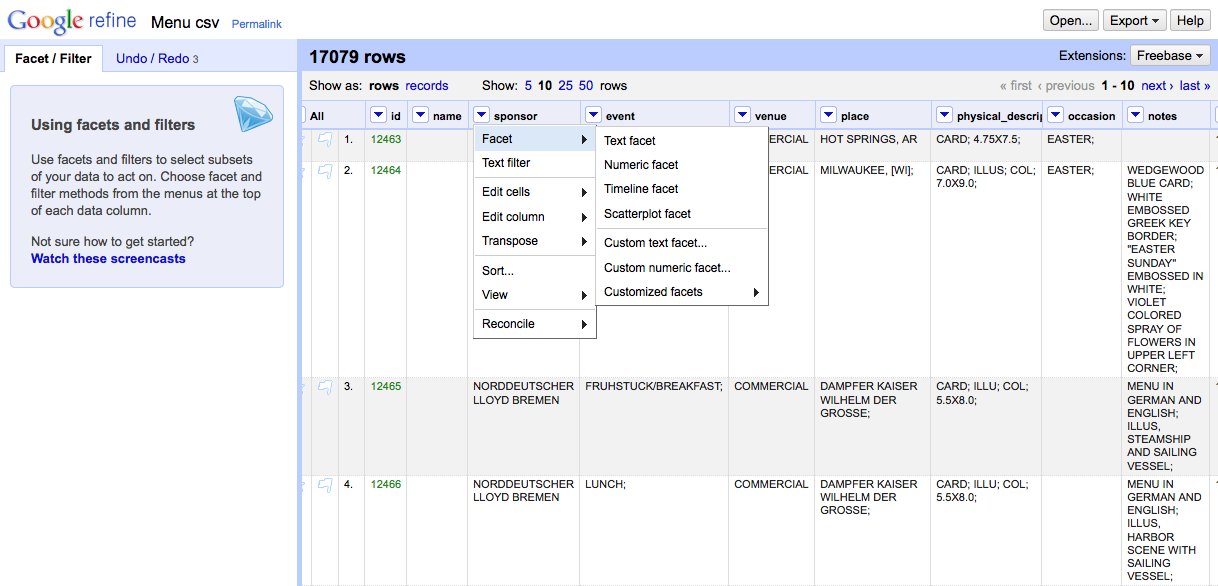 Google refine Menu csv Permalink
Open... Export Help
Facet / Filter Undo / Redo 3
17079 rows
Extensions: Freebase
Show as: rows records Show: 5 10 25 50 rows
« first ‹ previous 1 - 10 next › last »
Using facets and filters
Use facets and filters to select subsets
of your data to act on. Choose facet and
filter methods from the menus at the top
of each data column.
Not sure how to get started?
Watch these screencasts
All id name sponsor event venue place physical_descrip occasion notes
Facet
Text filter
Edit cells
Edit column
Transpose
Sort...
View
Reconcile
Text facet
Numeric facet
Timeline facet
Scatterplot facet
Custom text facet...
Custom numeric facet...
Customized facets
1. 12463 ERCIAL HOT SPRINGS, AR CARD; 4.75X7.5; EASTER;
2. 12464 ERCIAL MILWAUKEE, [WI]; CARD; ILLUS; COL;
7.0X9.0;
EASTER;
WEDGEWOOD
BLUE CARD;
WHITE
EMBOSSED
GREEK KEY
BORDER;
"EASTER
SUNDAY"
EMBOSSED IN
WHITE;
VIOLET
COLORED
SPRAY OF
FLOWERS IN
UPPER LEFT
CORNER;
3. 12465
NORDDEUTSCHER
LLOYD BREMEN
FRUHSTUCK/BREAKFAST;
COMMERCIAL
DAMPFER KAISER
WILHELM DER
GROSSE;
CARD; ILLU; COL;
5.5X8.0;
MENU IN
GERMAN AND
ENGLISH;
ILLUS,
STEAMSHIP
AND SAILING
VESSEL;
4. 12466
NORDDEUTSCHER
LLOYD BREMEN
LUNCH;
COMMERCIAL
DAMPFER KAISER
WILHELM DER
GROSSE;
CARD; ILLU; COL;
5.5X8.0;
MENU IN
GERMAN AND
ENGLISH;
ILLUS,
HARBOR
SCENE WITH
SAILING
VESSEL;